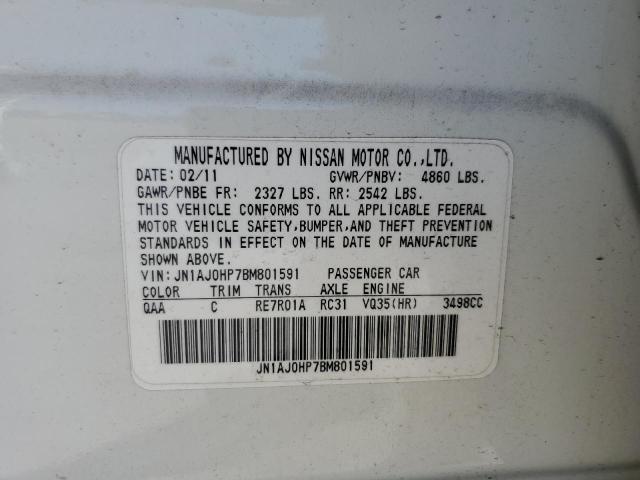 MANUFACTURED BY NISSAN MOTOR CO.,LTD.
DATE: 02/11 GVWR/PNBV: 4860 LBS.
GAWR/PNBE FR: 2327 LBS. RR: 2542 LBS.
THIS VEHICLE CONFORMS TO ALL APPLICABLE FEDERAL
MOTOR VEHICLE SAFETY,BUMPER,AND THEFT PREVENTION
STANDARDS IN EFFECT ON THE DATE OF MANUFACTURE
SHOWN ABOVE.
VIN: JN1AJ0HP7BM801591 PASSENGER CAR
COLOR TRIM TRANS AXLE ENGINE
QAA C RE7R01A RC31 VQ35(HR) 3498CC
JN1AJ0HP7BM801591